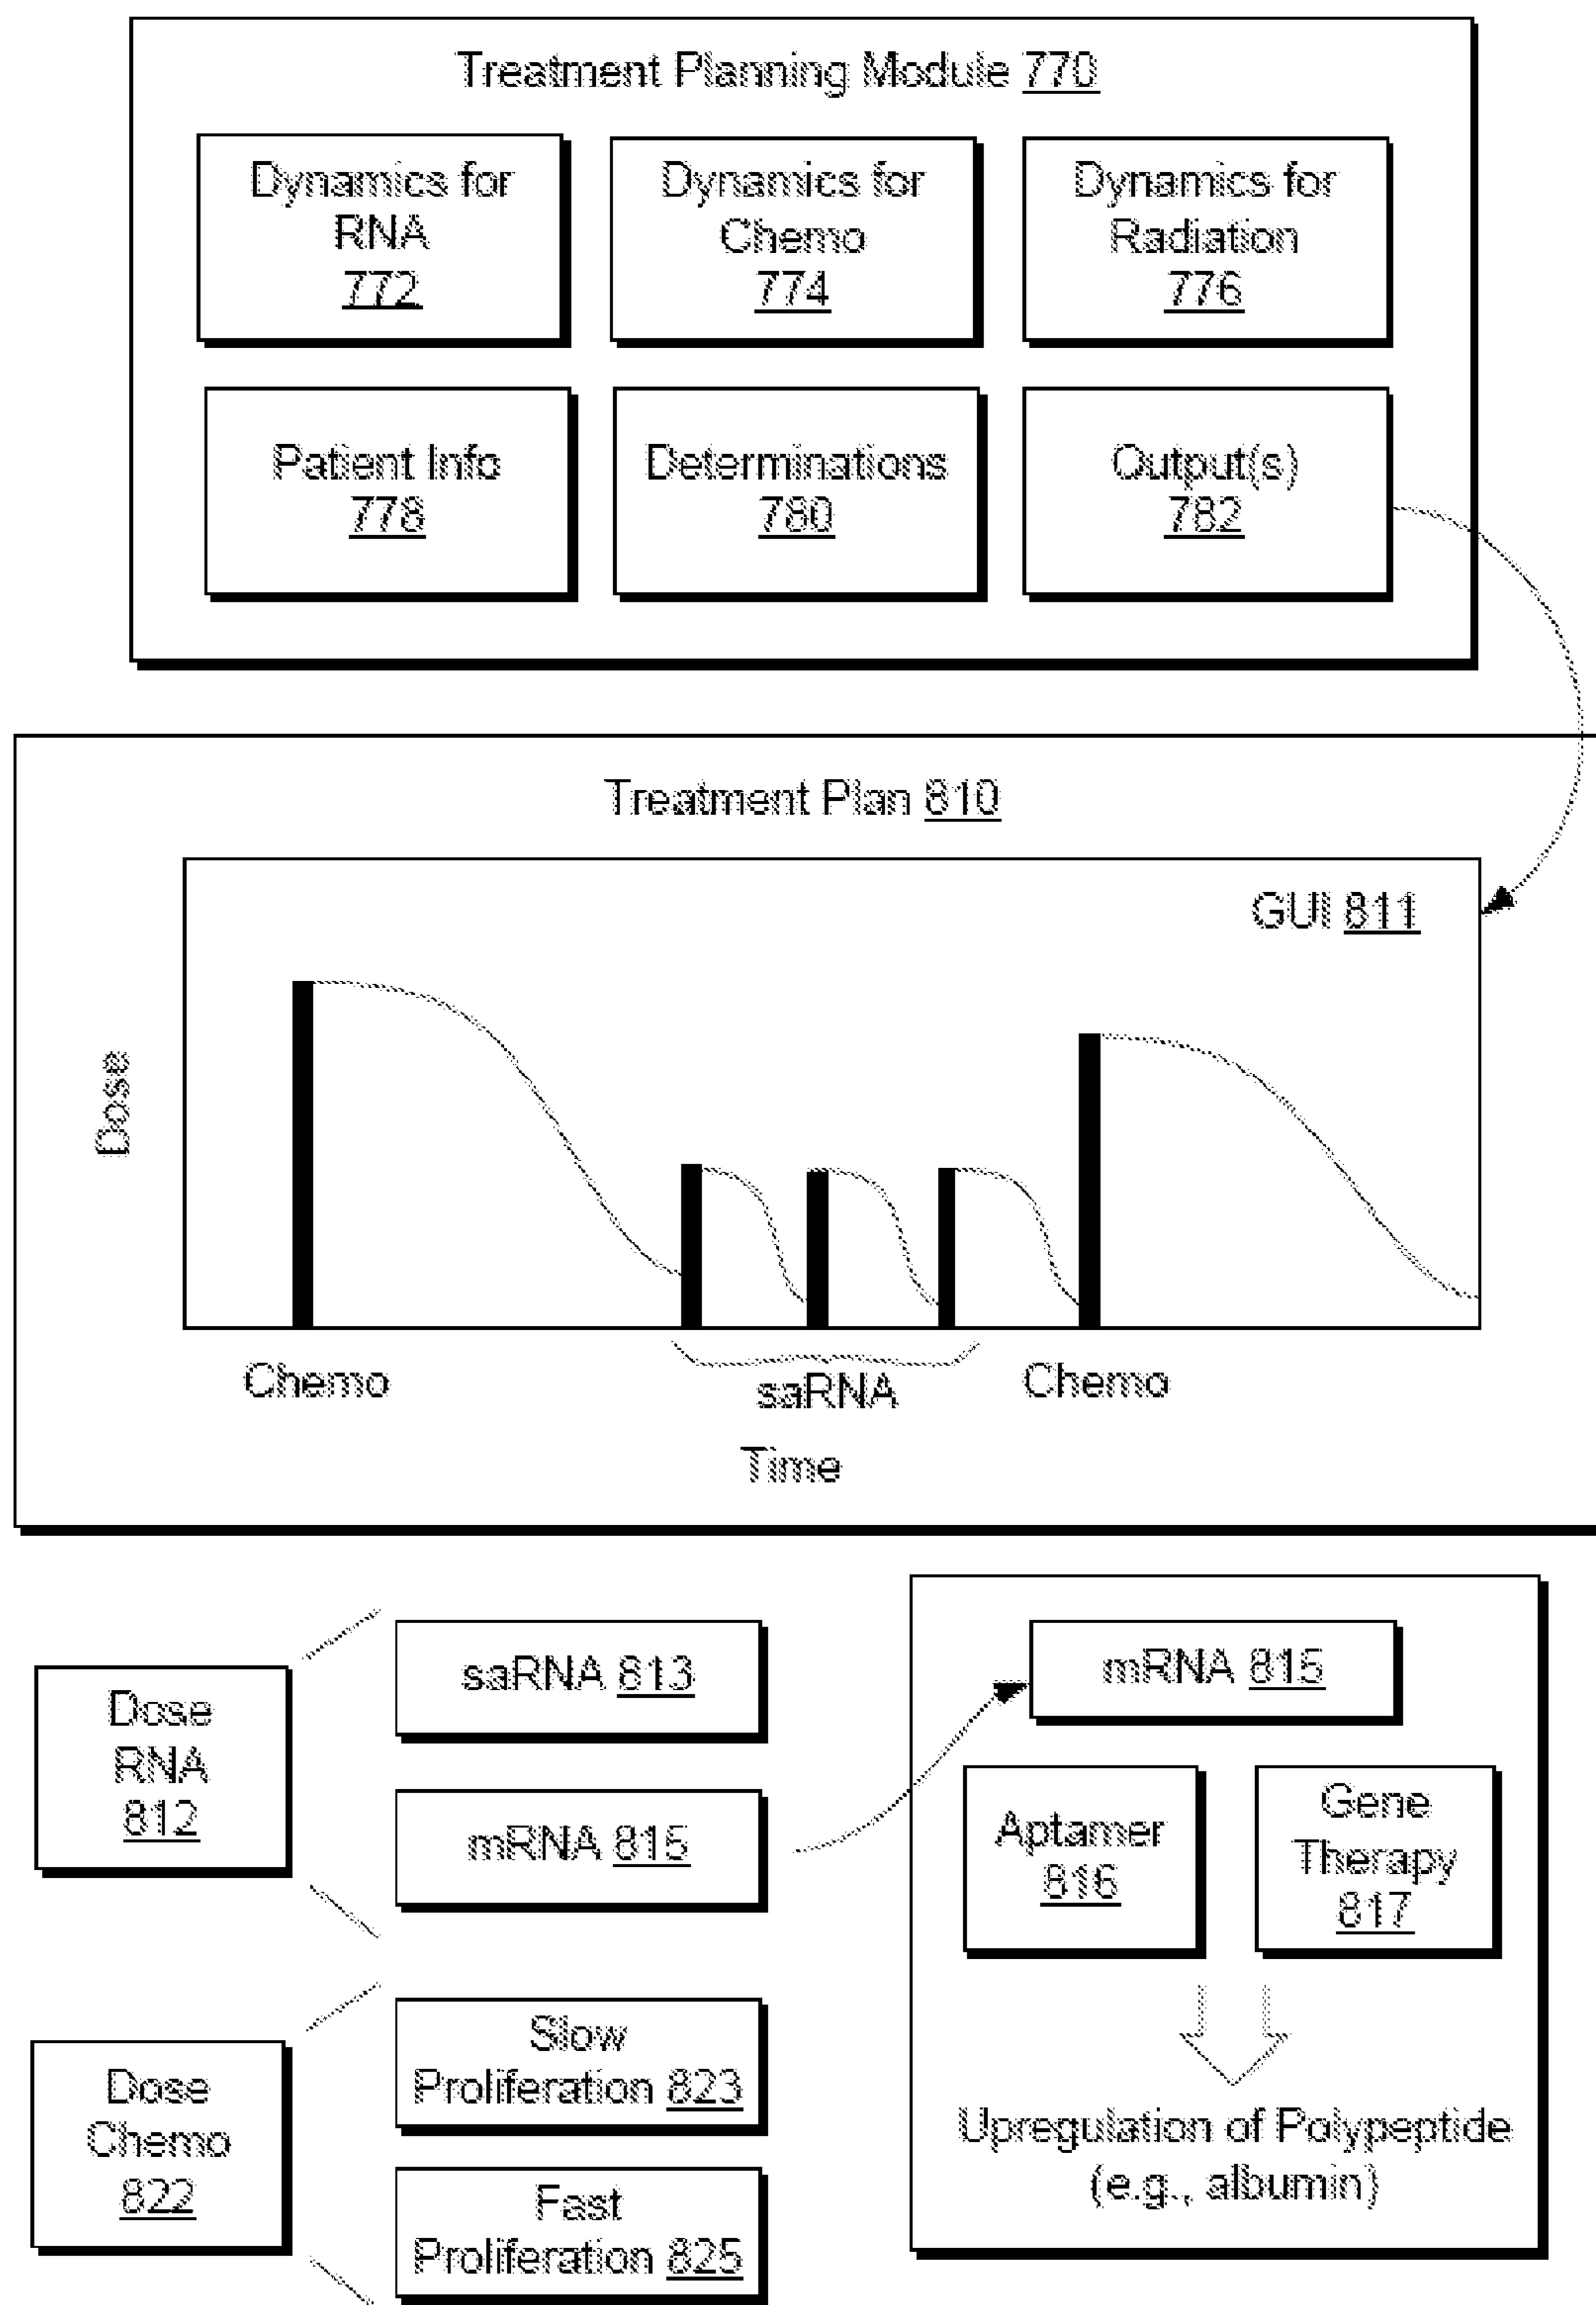 Treatment Planning Module 770
Dynamics for
RNA
772
Dynamics for
Chemo
774
Dynamics for
Radiation
776
Patient Info
778
Determinations
780
Output(s)
782
Treatment Plan 810
GUI 811
Dose
Chemo
saRNA
Chemo
Time
Dose
RNA
812
saRNA 813
mRNA 815
mRNA 815
Aptamer
816
Gene
Therapy
817
Upregulation of Polypeptide
(e.g., albumin)
Dose
Chemo
822
Slow
Proliferation 823
Fast
Proliferation 825